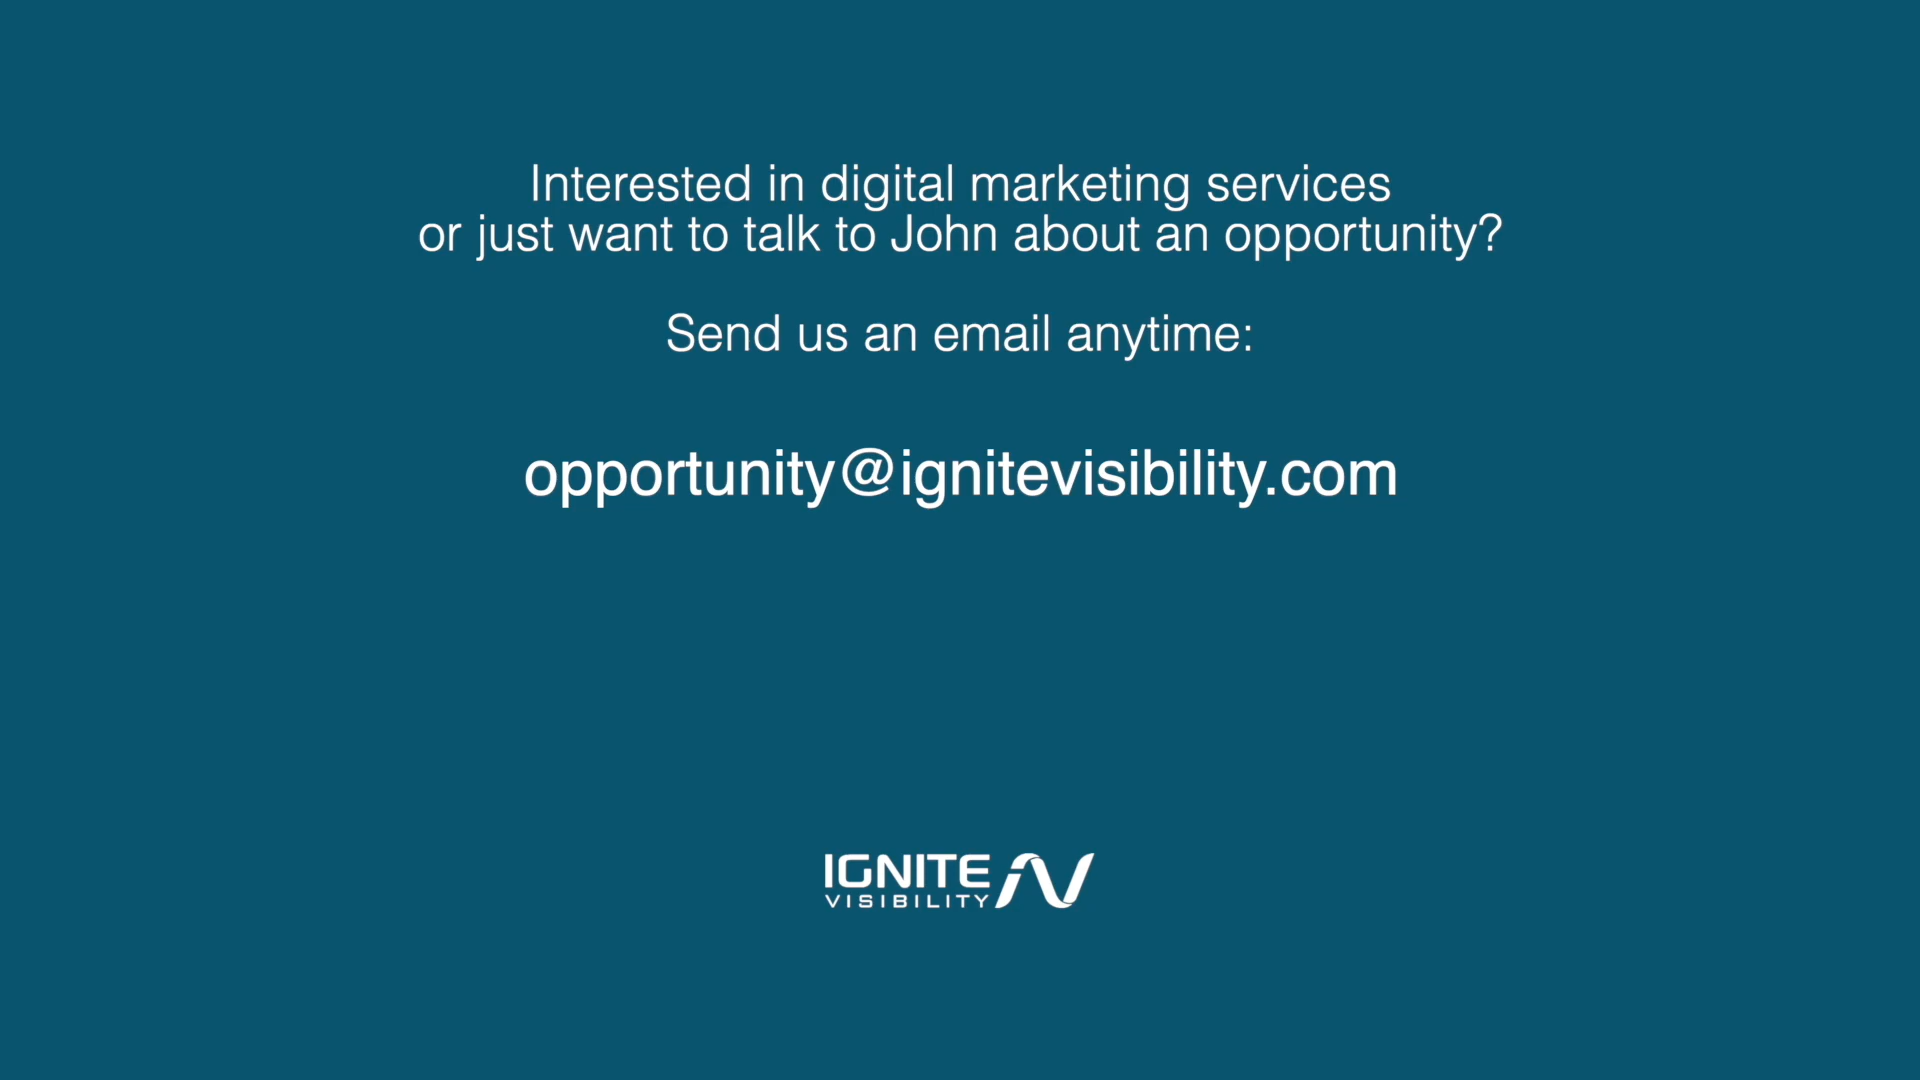 Interested in digital marketing services
or just want to talk to John about an opportunity?
Send us an email anytime:
opportunity@ignitevisibility.com
IGNITE
VISIBILITY